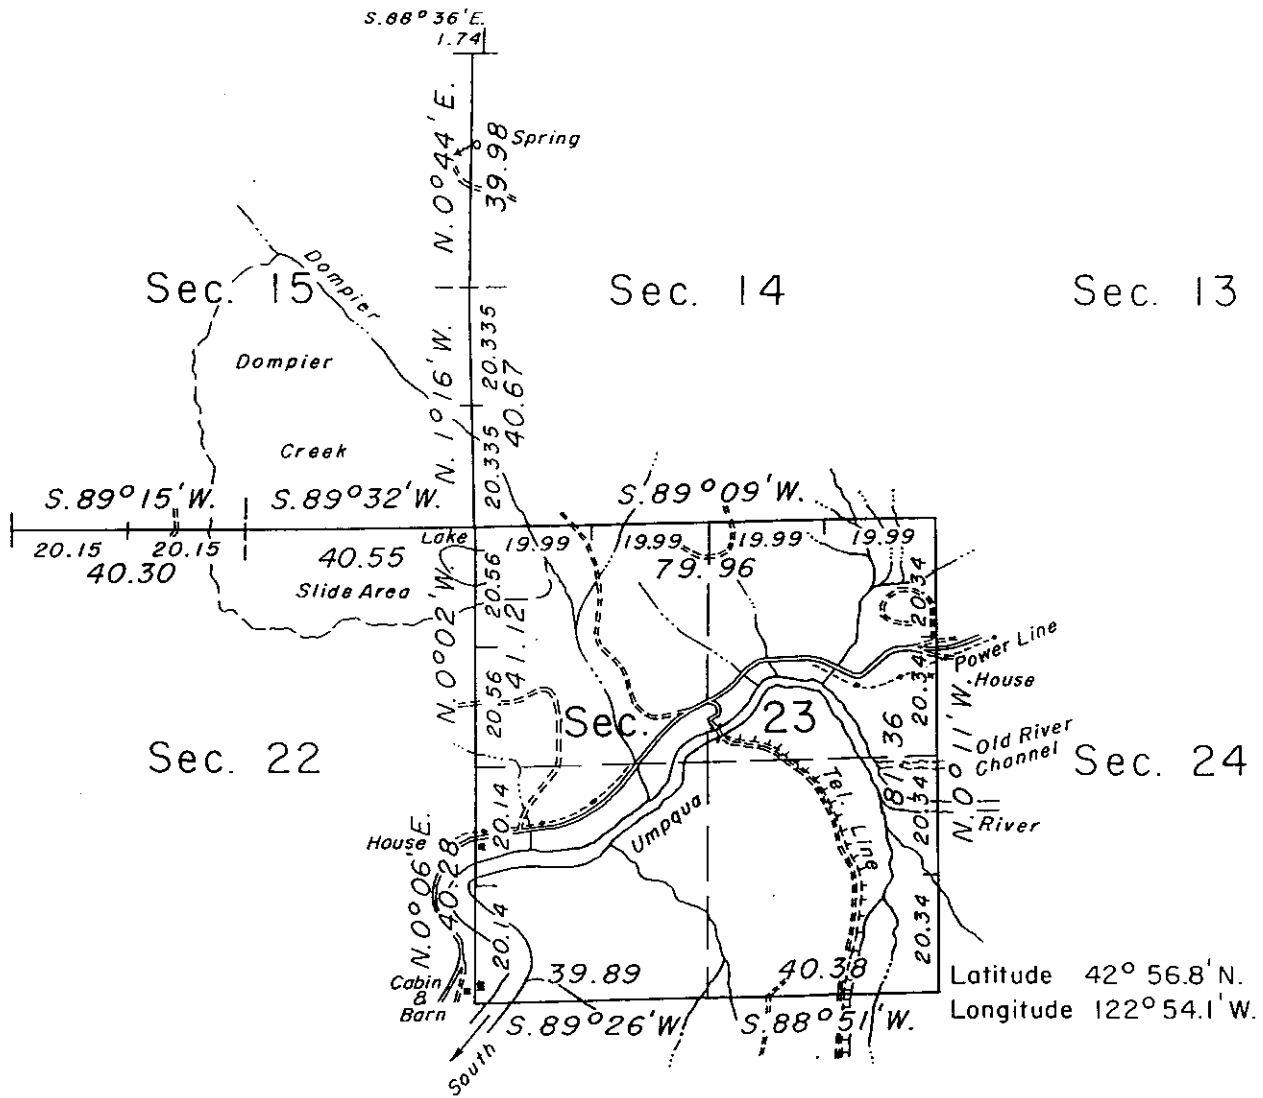 S.88°36'E.
1.74
N.0°44'E.
39.98
Spring
Dompier
Sec. 15
Sec. 14
Sec. 13
Dompier
N.1°16'W.
20.335
40.67
20.335
Creek
S.89°15'W.
S.89°32'W.
S.89°09'W.
20.15
20.15
40.30
40.55
Lake
19.99
19.99
19.99
19.99
79.96
Slide Area
N.0°02'W.
20.56
41.12
20.56
20.34
20.34
Power Line
House
Sec. 23
Sec. 22
Sec. 24
81.36
N.0°11'W.
Old River
Channel
20.34
River
Tel. Line
Umpqua
House
N.0°06'E.
40.28
20.14
20.14
20.34
Cabin
&
Barn
39.89
40.38
S.89°26'W.
S.88°51'W.
South
Latitude 42° 56.8' N.
Longitude 122° 54.1' W.